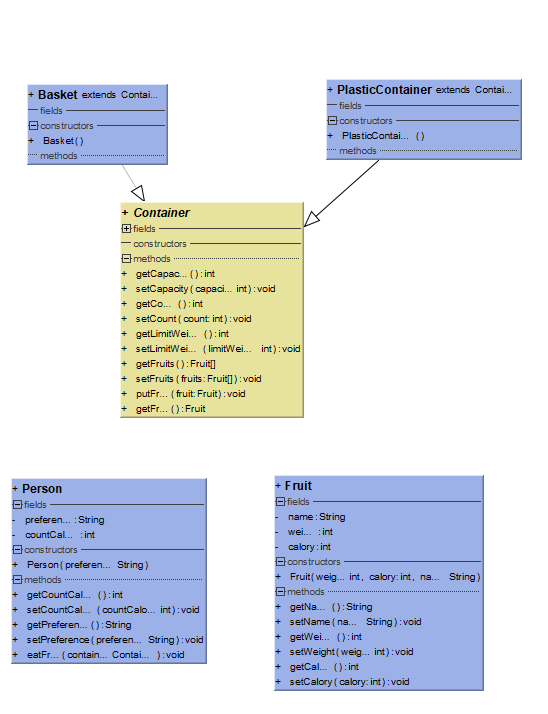 + Basket extends Contai...
fields
constructors
+ Basket()
methods
+ PlasticContainer extends Contai...
fields
constructors
+ PlasticContai... ()
methods
+ Container
fields
constructors
methods
+ getCapac... () : int
+ setCapacity(capaci... int) : void
+ getCo... () : int
+ setCount(count: int) : void
+ getLimitWei... () : int
+ setLimitWei... (limitWei... int) : void
+ getFruits() : Fruit[]
+ setFruits(fruits: Fruit[]) : void
+ putFr... (fruit: Fruit) : void
+ getFr... () : Fruit
+ Person
fields
- preferen... : String
- countCal... : int
constructors
+ Person(preferen... String)
methods
+ getCountCal... () : int
+ setCountCal... (countCalo... int) : void
+ getPreferen... () : String
+ setPreference(preferen... String) : void
+ eatFr... (contain... Contai... ) : void
+ Fruit
fields
- name : String
- wei... : int
- calory: int
constructors
+ Fruit(weig... int, calory: int, na... String)
methods
+ getNa... () : String
+ setName(na... String) : void
+ getWei... () : int
+ setWeight(weig... int) : void
+ getCal... () : int
+ setCalory(calory: int) : void